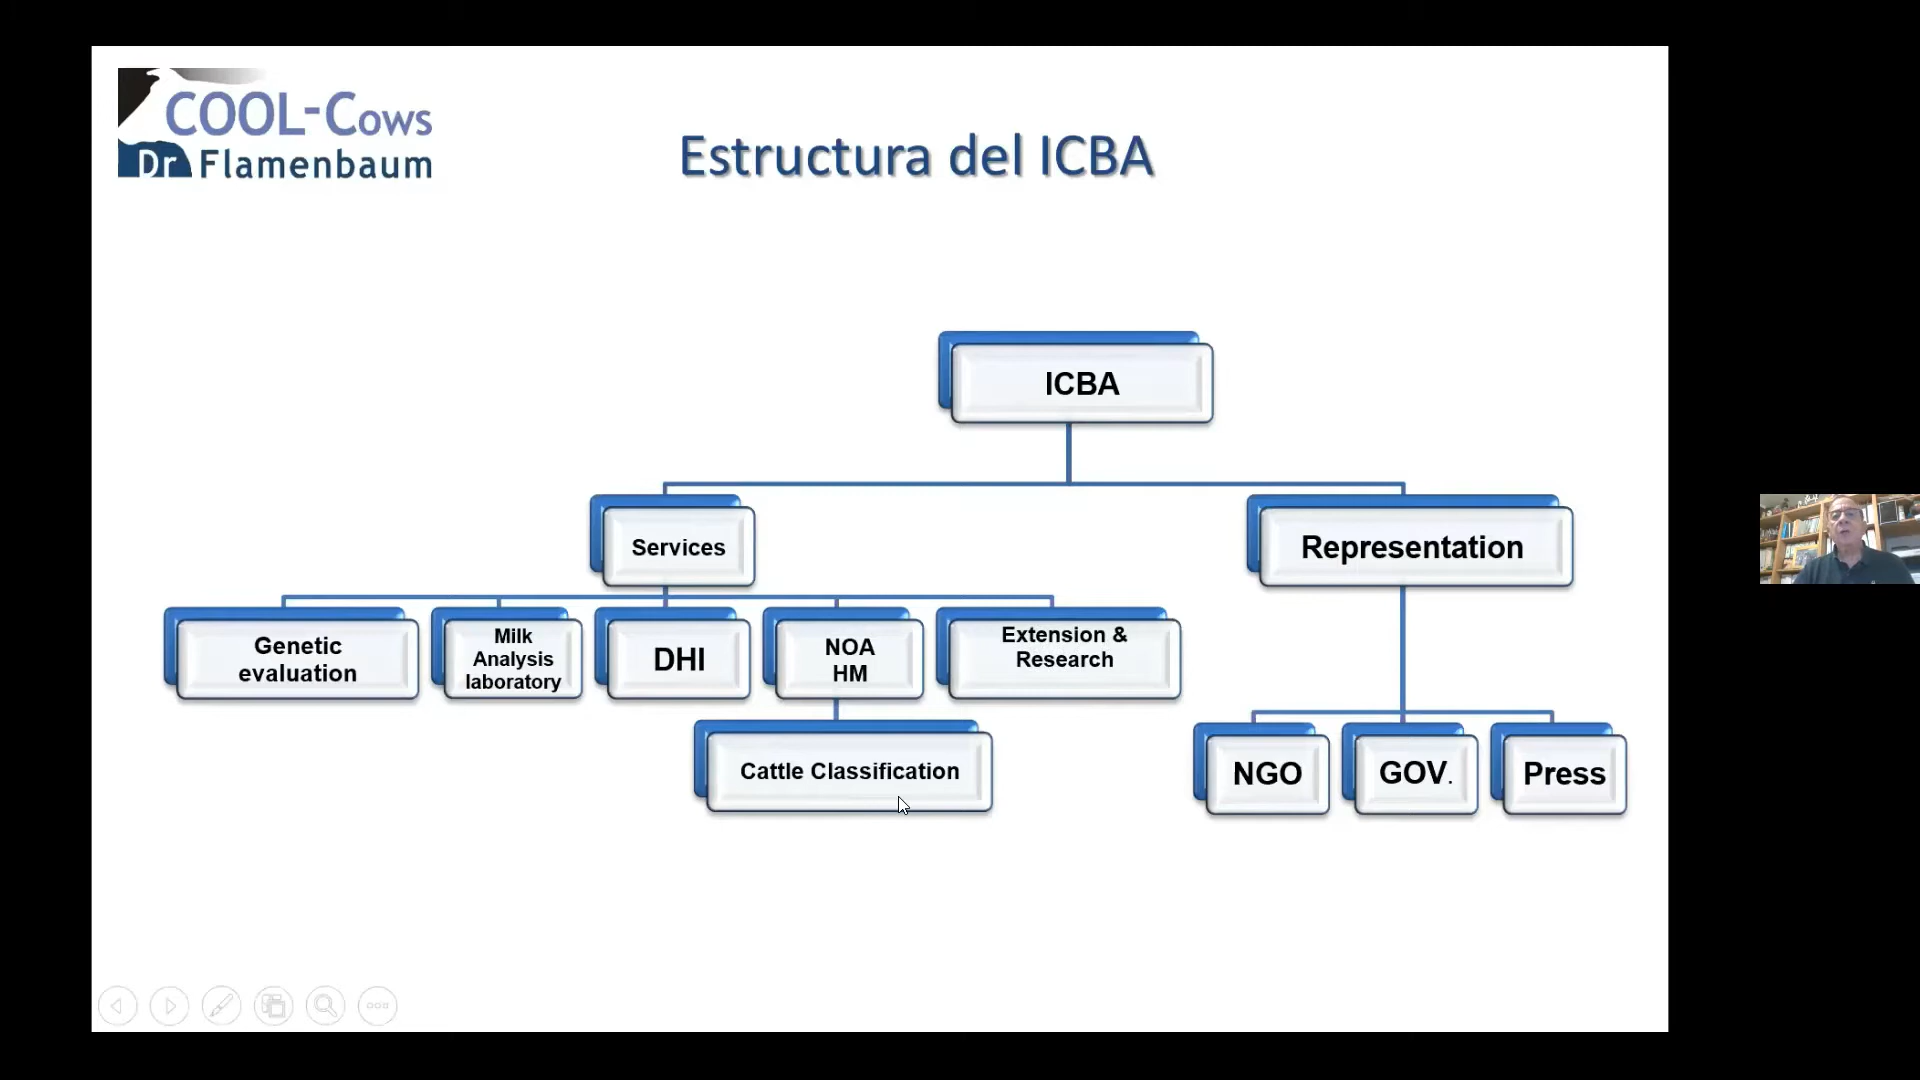 COOL-Cows
Dr Flamenbaum
Estructura del ICBA
ICBA
Services
Representation
Genetic
evaluation
Milk
Analysis
laboratory
DHI
NOA
HM
Extension &
Research
Cattle Classification
NGO
GOV.
Press